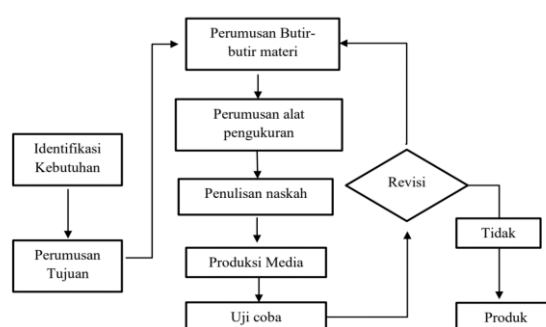 Identifikasi
Kebutuhan
Perumusan
Tujuan
Perumusan Butir-
butir materi
Perumusan alat
pengukuran
Penulisan naskah
Produksi Media
Uji coba
Revisi
Tidak
Produk